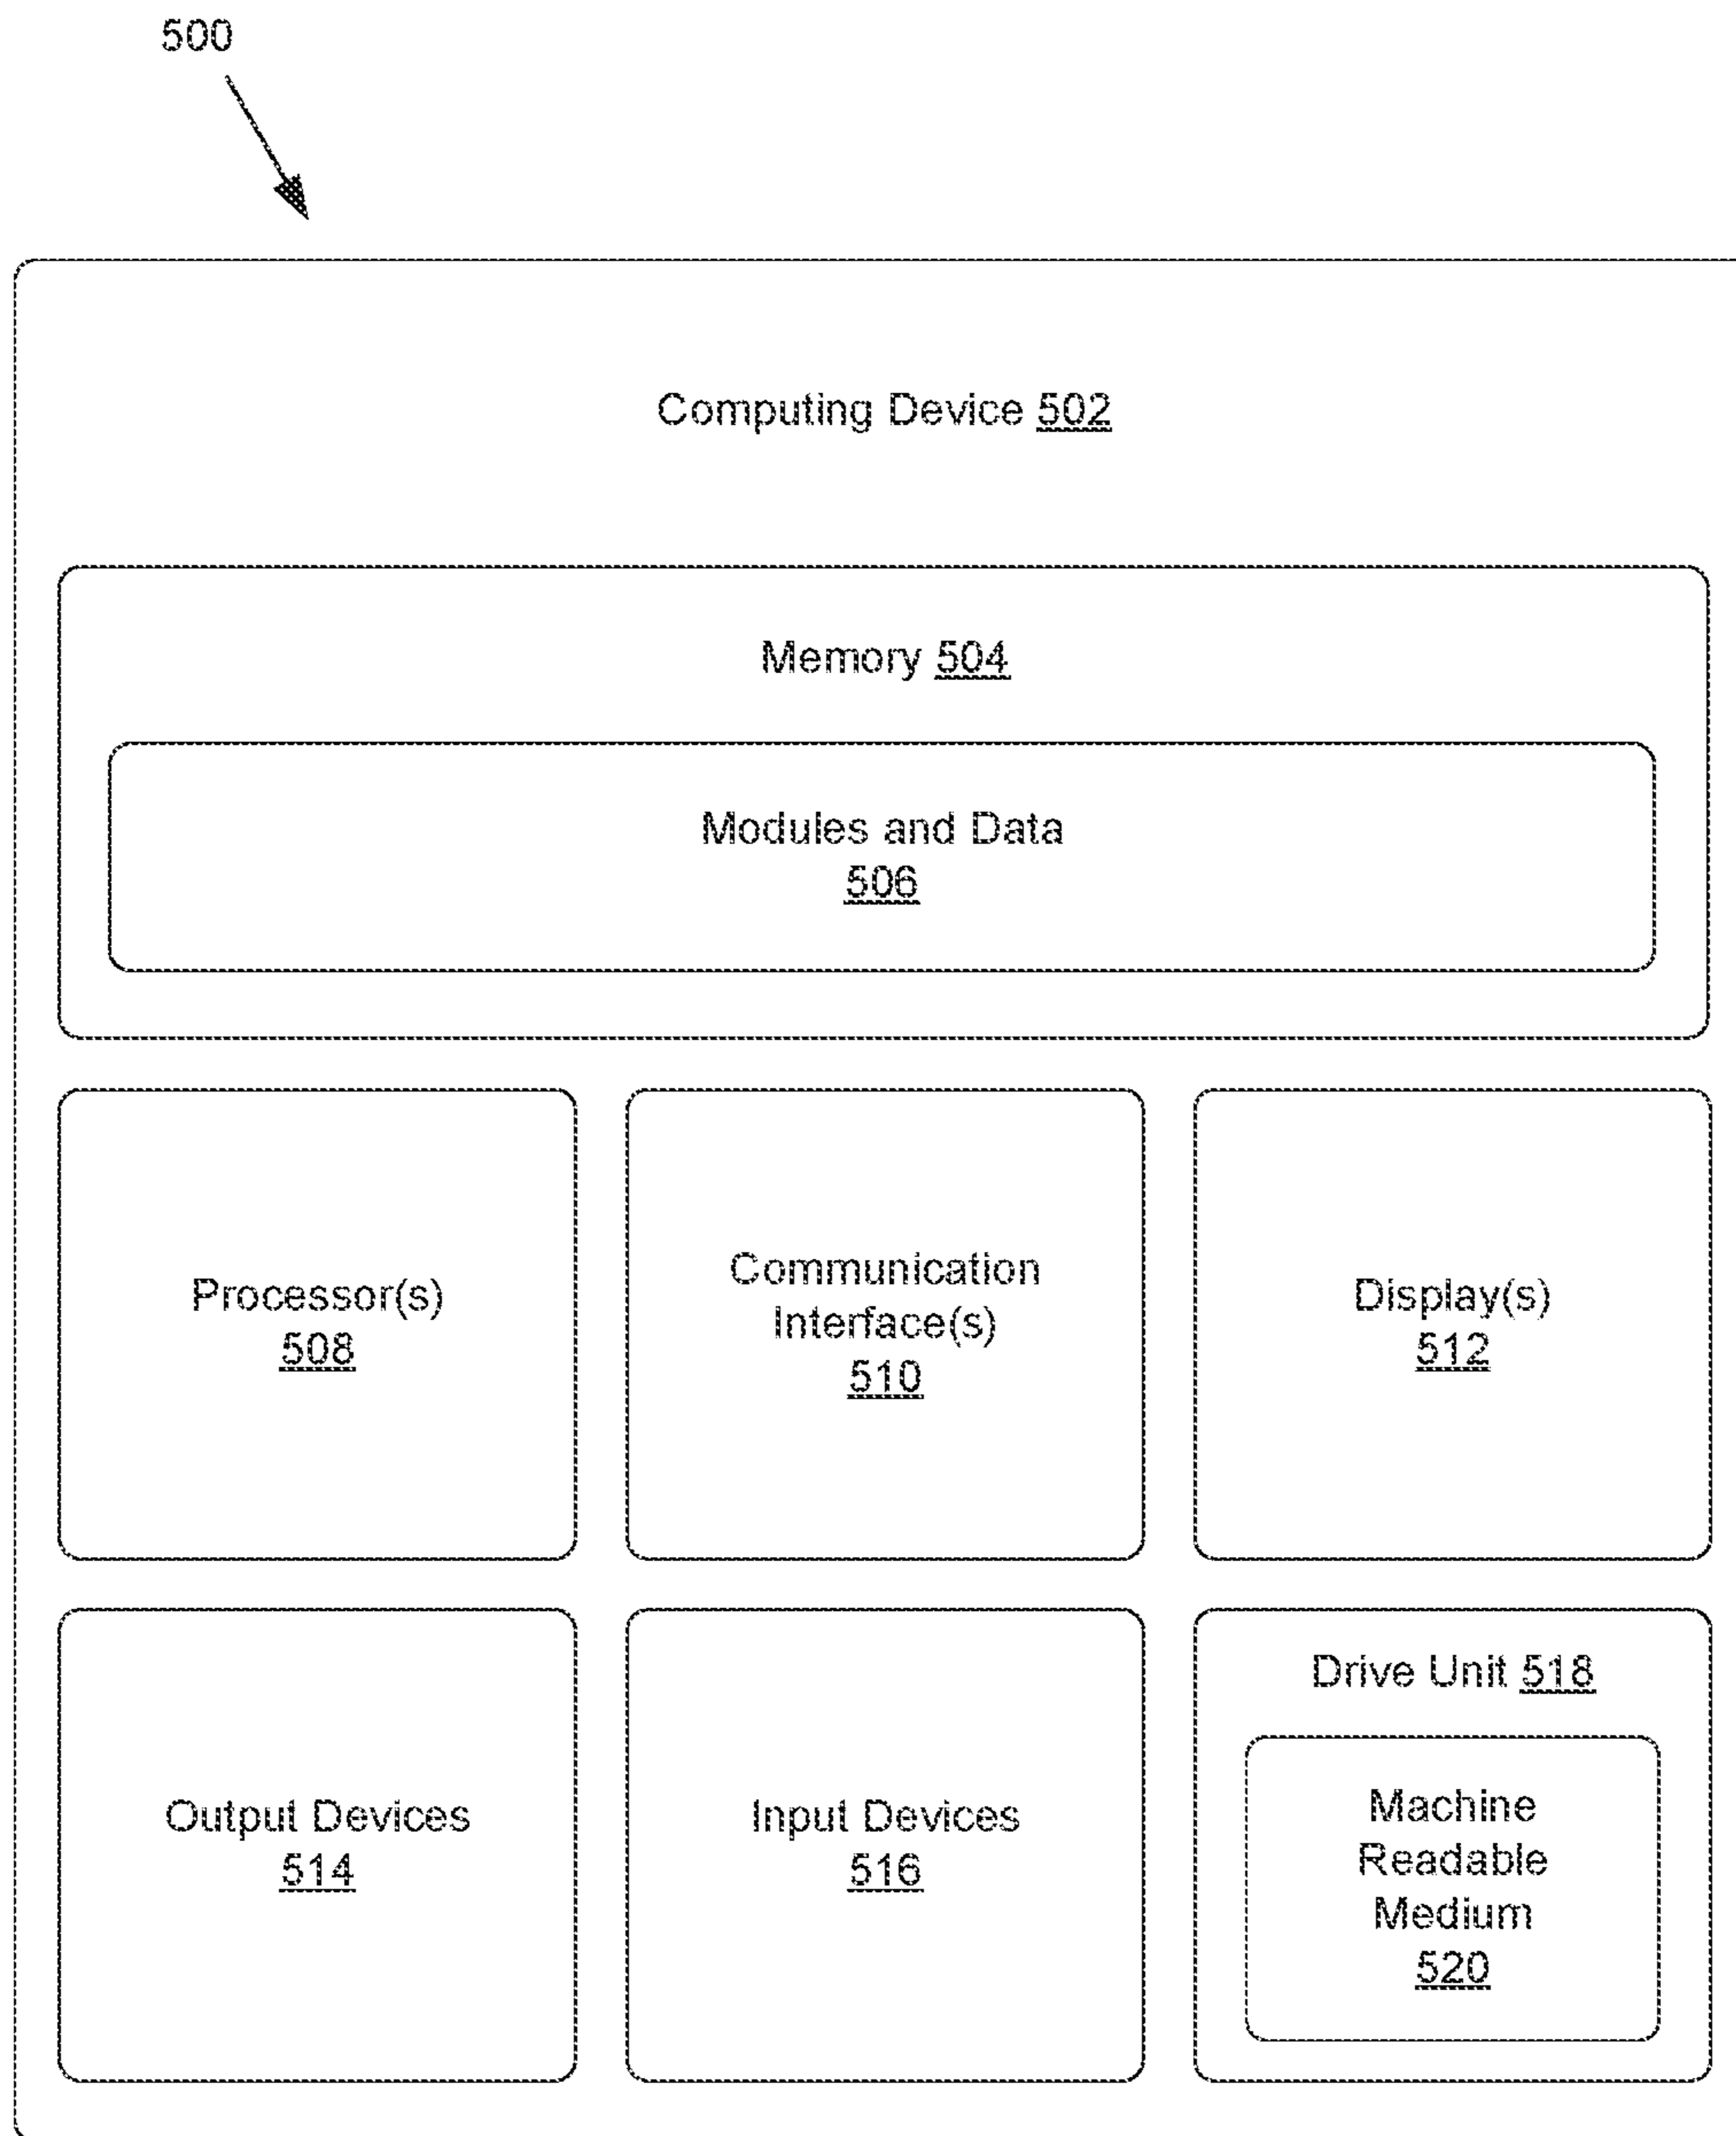 500
Computing Device 502
Memory 504
Modules and Data
506
Processor(s)
508
Communication
Interface(s)
510
Display(s)
512
Output Devices
514
Input Devices
516
Drive Unit 518
Machine
Readable
Medium
520